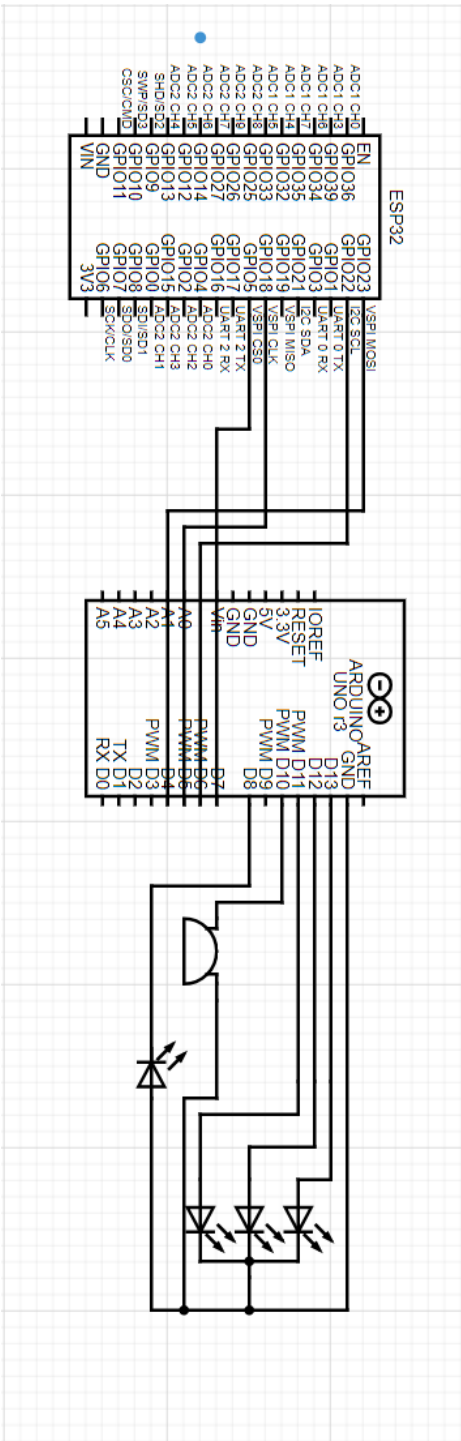 ESP32
ADC1 CH0
EN
GPIO23
VSPI MOSI
ADC1 CH3
GPIO36
GPIO22
I2C SCL
ADC1 CH6
GPIO39
GPIO1
UART 0 TX
ADC1 CH7
GPIO34
GPIO3
UART 0 RX
ADC1 CH4
GPIO35
GPIO21
I2C SDA
ADC1 CH5
GPIO32
GPIO19
VSPI MISO
ADC2 CH8
GPIO33
GPIO18
VSPI CLK
ADC2 CH9
GPIO25
GPIO5
VSPI CS0
ADC2 CH7
GPIO26
GPIO17
UART 2 TX
ADC2 CH6
GPIO27
GPIO16
UART 2 RX
ADC2 CH5
GPIO14
GPIO4
ADC2 CH0
ADC2 CH4
GPIO12
GPIO2
ADC2 CH2
SHD/SD2
GPIO13
GPIO15
ADC2 CH3
SWP/SD3
GPIO9
GPIO0
ADC2 CH1
CSC/CMD
GPIO10
GPIO8
SDI/SD1
GPIO11
GPIO7
SDO/SD0
GND
GPIO6
SCK/CLK
VIN
3V3
ARDUINO
UNO r3
AREF
GND
D13
IOREF
D12
RESET
PWM D11
3.3V
PWM D10
5V
PWM D9
GND
D8
GND
Vin
D7
PWM D6
A0
PWM D5
A1
D4
A2
PWM D3
A3
D2
A4
TX D1
A5
RX D0